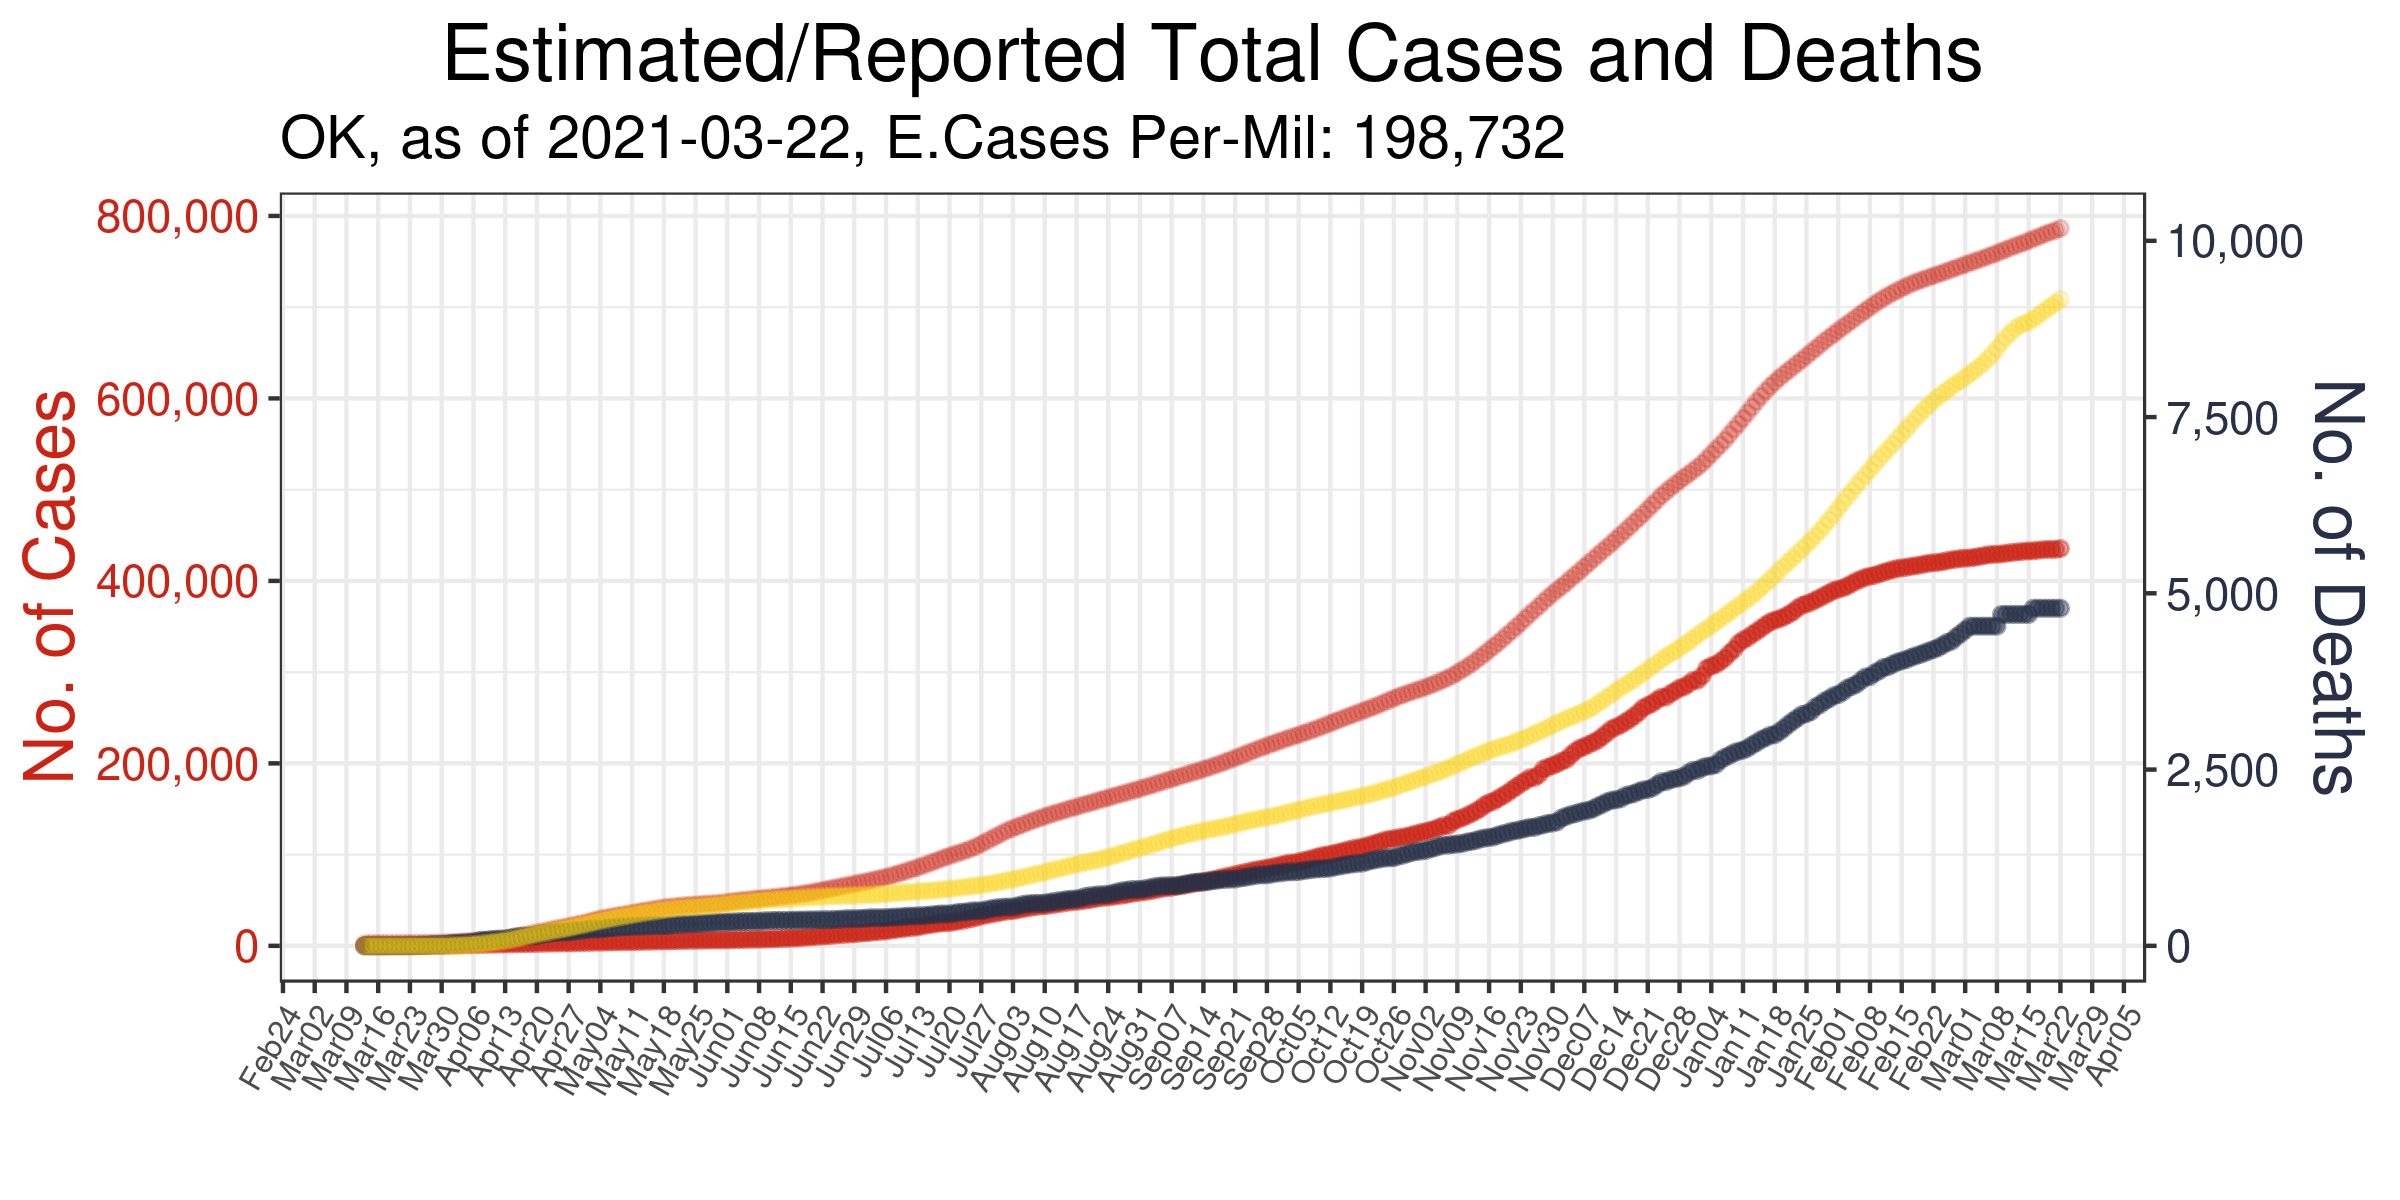 Estimated/Reported Total Cases and Deaths
OK, as of 2021-03-22, E.Cases Per-Mil: 198,732
No. of Cases
800,000
600,000
400,000
200,000
0
10,000
7,500
5,000
2,500
0
No. of Deaths
Feb24
Mar02
Mar09
Mar16
Mar23
Mar30
Apr06
Apr13
Apr20
Apr27
May04
May11
May18
May25
Jun01
Jun08
Jun15
Jun22
Jun29
Jul06
Jul13
Jul20
Jul27
Aug03
Aug10
Aug17
Aug24
Aug31
Sep07
Sep14
Sep21
Sep28
Oct05
Oct12
Oct19
Oct26
Nov02
Nov09
Nov16
Nov23
Nov30
Dec07
Dec14
Dec21
Dec28
Jan04
Jan11
Jan18
Jan25
Feb01
Feb08
Feb15
Feb22
Mar01
Mar08
Mar15
Mar22
Mar29
Apr05